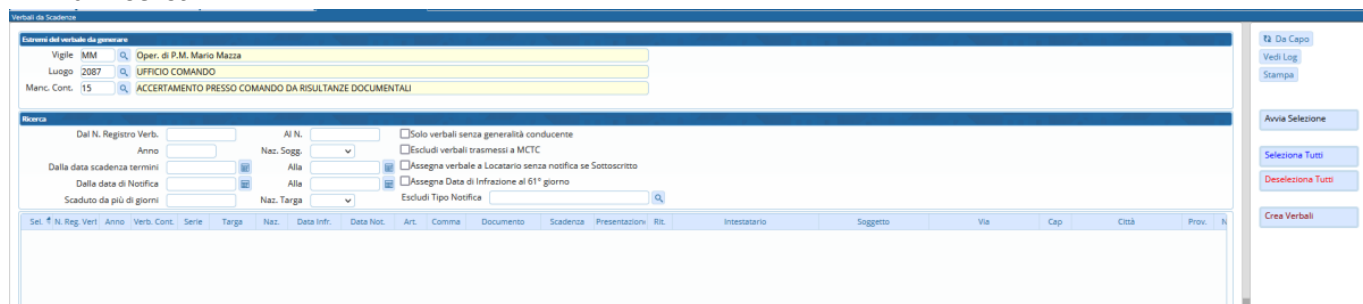 Verbali da Scadenze
Estremi del verbale da generare
Vigile MM Oper. di P.M. Mario Mazza
Luogo 2087 UFFICIO COMANDO
Manc. Cont. 15 ACCERTAMENTO PRESSO COMANDO DA RISULTANZE DOCUMENTALI
Ricerca
Dal N. Registro Verb. Al N. Solo verbali senza generalità conducente
Anno Naz. Sogg. Escludi verbali trasmessi a MCTC
Dalla data scadenza termini Alla Assegna verbale a Locatario senza notifica se Sottoscritto
Dalla data di Notifica Alla Assegna Data di Infrazione al 61° giorno
Scaduto da più di giorni Naz. Targa Escludi Tipo Notifica
Sel. N. Reg. Verl Anno Verb. Cont. Serie Targa Naz. Data Infr. Data Not. Art. Comma Documento Scadenza Presentazion Rit. Intestatario Soggetto Via Cap Città Prov. N
Da Capo
Vedi Log
Stampa
Avvia Selezione
Seleziona Tutti
Deseleziona Tutti
Crea Verbali